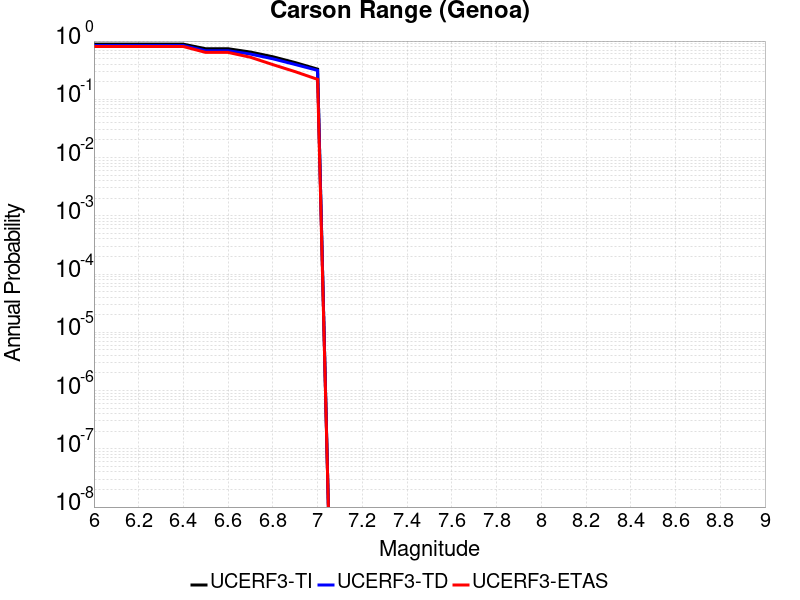 Carson Range (Genoa)
10^0
10^-1
10^-2
10^-3
10^-4
10^-5
10^-6
10^-7
10^-8
Annual Probability
6 6.2 6.4 6.6 6.8 7 7.2 7.4 7.6 7.8 8 8.2 8.4 8.6 8.8 9
Magnitude
UCERF3-TI UCERF3-TD UCERF3-ETAS